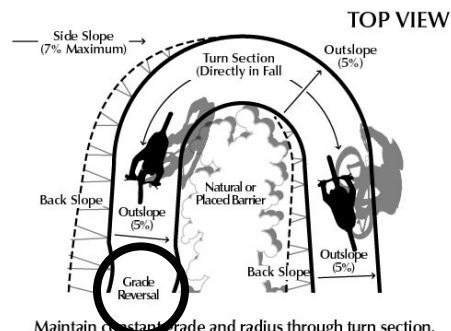 TOP VIEW
Side Slope
(7% Maximum)
Turn Section
(Directly in Fall
Outslope
(5%)
Back Slope
Natural or
Placed Barrier
Outslope
(5%)
Back Slope
Outslope
(5%)
Grade
Reversal
Maintain constant grade and radius through turn section.